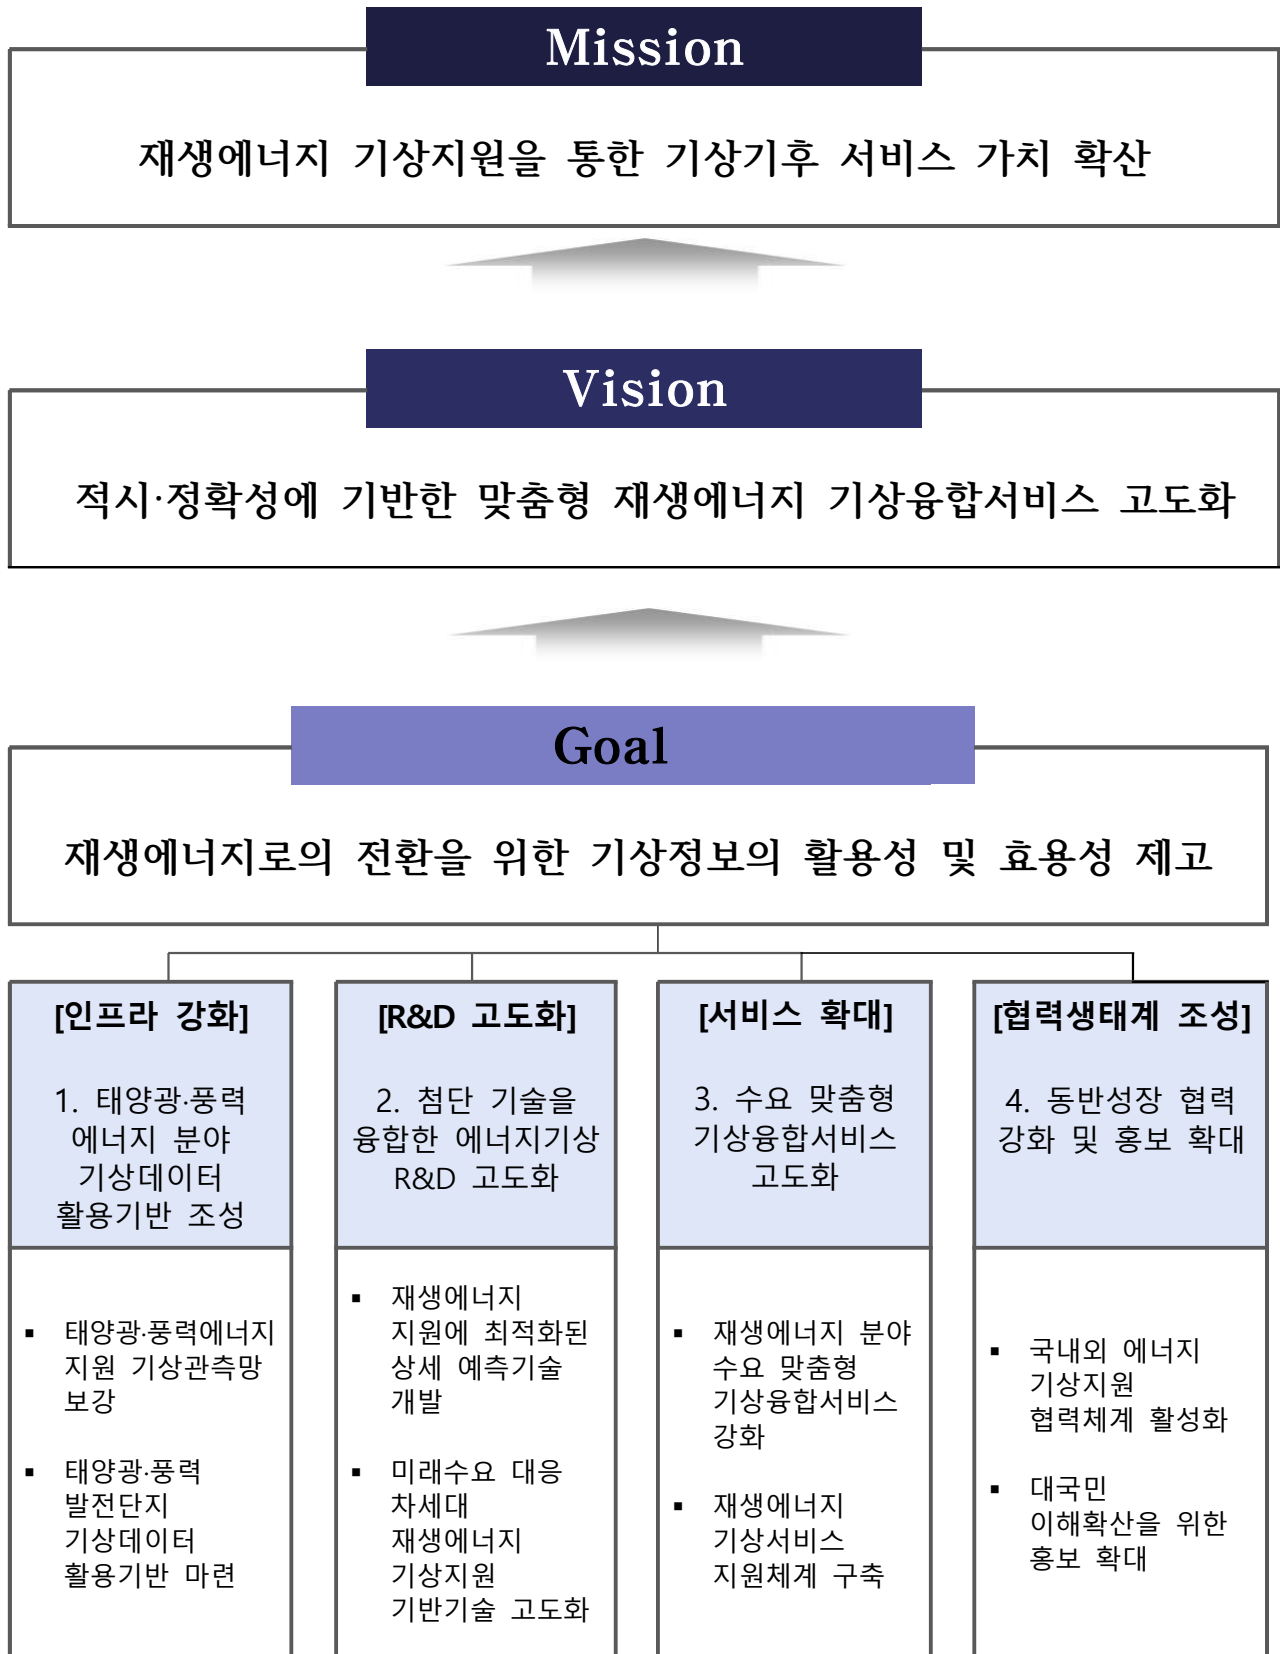 Mission
재생에너지 기상지원을 통한 기상기후 서비스 가치 확산
Vision
적시·정확성에 기반한 맞춤형 재생에너지 기상융합서비스 고도화
Goal
재생에너지로의 전환을 위한 기상정보의 활용성 및 효용성 제고
[인프라 강화]
1. 태양광·풍력
에너지 분야
기상데이터
활용기반 조성
▪ 태양광·풍력에너지
지원 기상관측망
보강
▪ 태양광·풍력
발전단지
기상데이터
활용기반 마련
[R&D 고도화]
2. 첨단 기술을
융합한 에너지기상
R&D 고도화
▪ 재생에너지
지원에 최적화된
상세 예측기술
개발
▪ 미래수요 대응
차세대
재생에너지
기상지원
기반기술 고도화
[서비스 확대]
3. 수요 맞춤형
기상융합서비스
고도화
▪ 재생에너지 분야
수요 맞춤형
기상융합서비스
강화
▪ 재생에너지
기상서비스
지원체계 구축
[협력생태계 조성]
4. 동반성장 협력
강화 및 홍보 확대
▪ 국내외 에너지
기상지원
협력체계 활성화
▪ 대국민
이해확산을 위한
홍보 확대